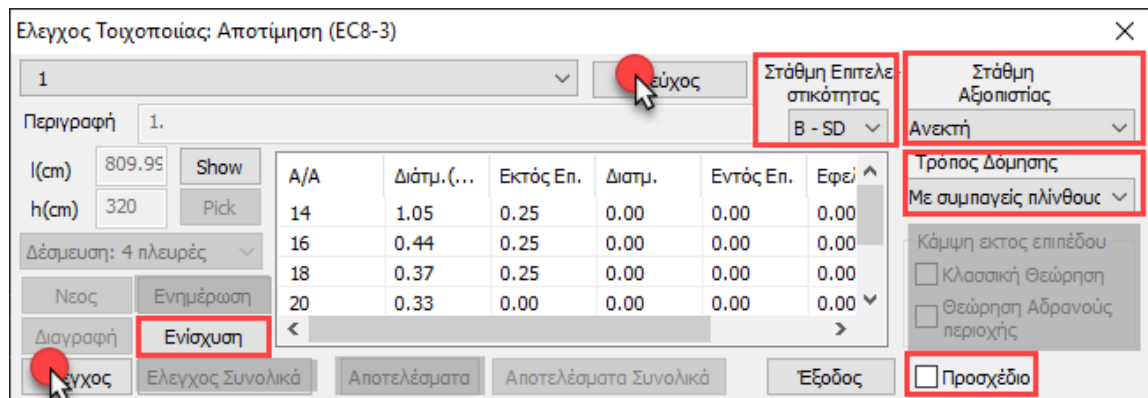 Ελεγχος Τοιχοποιίας: Αποτίμηση (EC8-3)
1
Στάθμη Επιτελε-
στικότητας
Στάθμη
Αξιοπιστίας
Περιγραφή
1.
B - SD
Ανεκτή
l(cm)
809.99
Show
h(cm)
320
Pick
Δέσμευση: 4 πλευρές
Νεος
Ενημέρωση
Διαγραφή
Ενίσχυση
Α/Α Διάτμ.(... Εκτός Επ. Διατμ. Εντός Επ.
14 1.05 0.25 0.00 0.00 0.00
16 0.44 0.25 0.00 0.00 0.00
18 0.37 0.25 0.00 0.00 0.00
20 0.33 0.00 0.00 0.00 0.00
Τρόπος Δόμησης
Με συμπαγείς πλίνθους
Κάμψη εκτος επιπέδου
Κλασσική Θεώρηση
Θεώρηση Αδρανούς
περιοχής
Ελεγχος Συνολικά
Αποτελέσματα
Αποτελέσματα Συνολικά
Έξοδος
Προσχέδιο